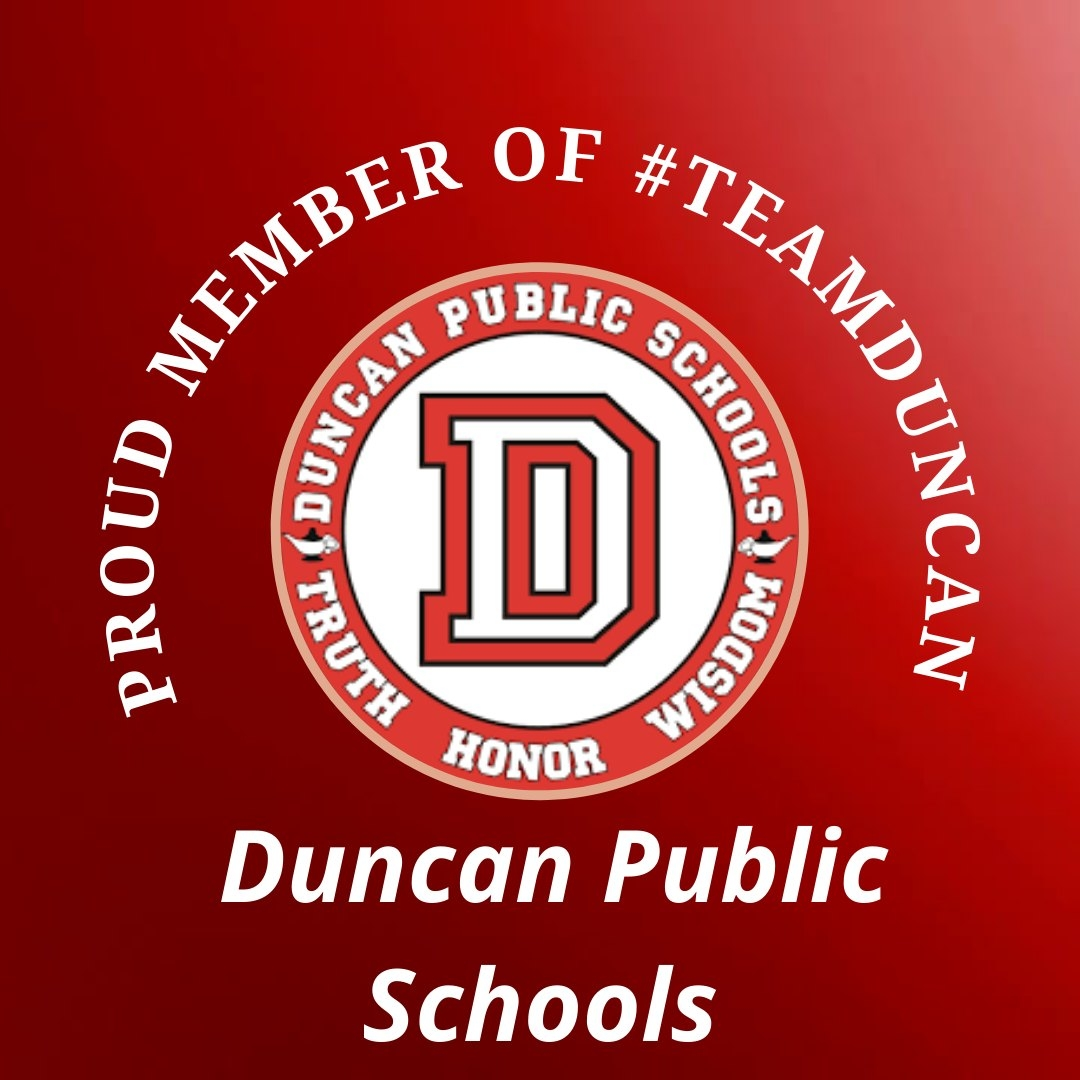 PROUD MEMBER OF #TEAMDUNCAN
DUNCAN PUBLIC SCHOOLS
D
TRUTH HONOR WISDOM
Duncan Public
Schools